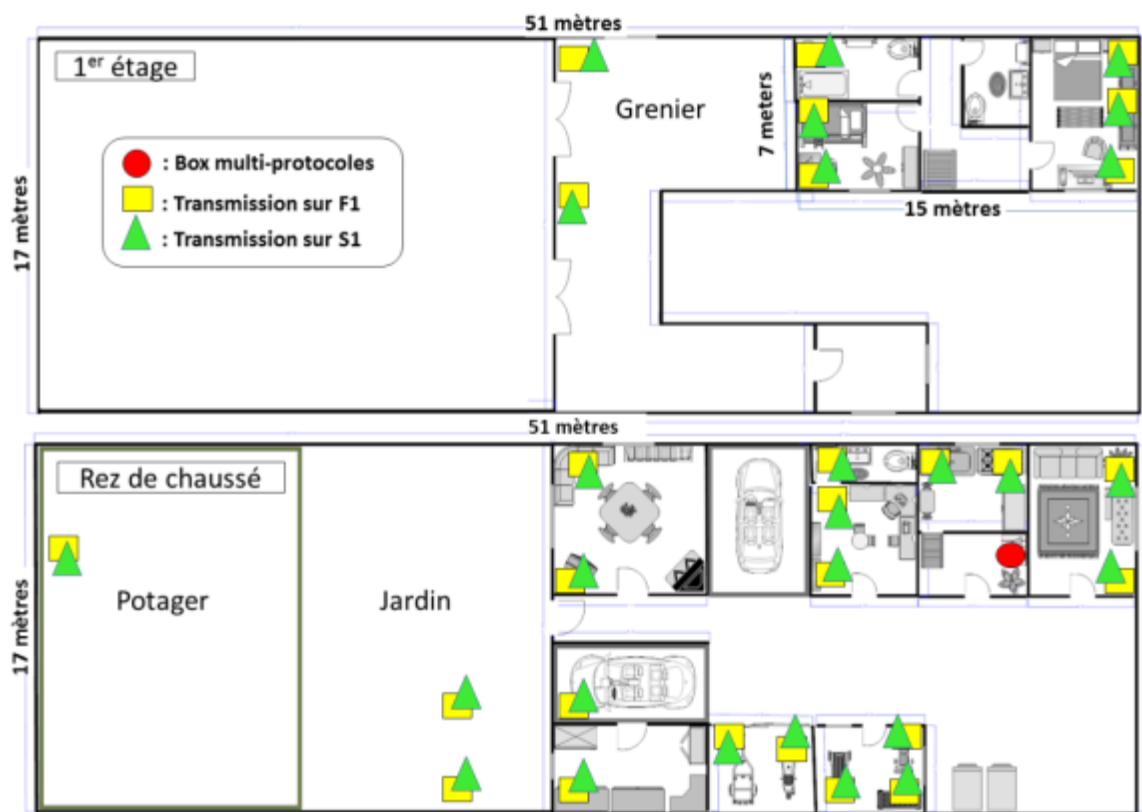 51 mètres
1er étage
Grenier
7 meters
: Box multi-protocoles
: Transmission sur F1
: Transmission sur S1
17 mètres
15 mètres
51 mètres
Rez de chaussé
Potager
Jardin
17 mètres